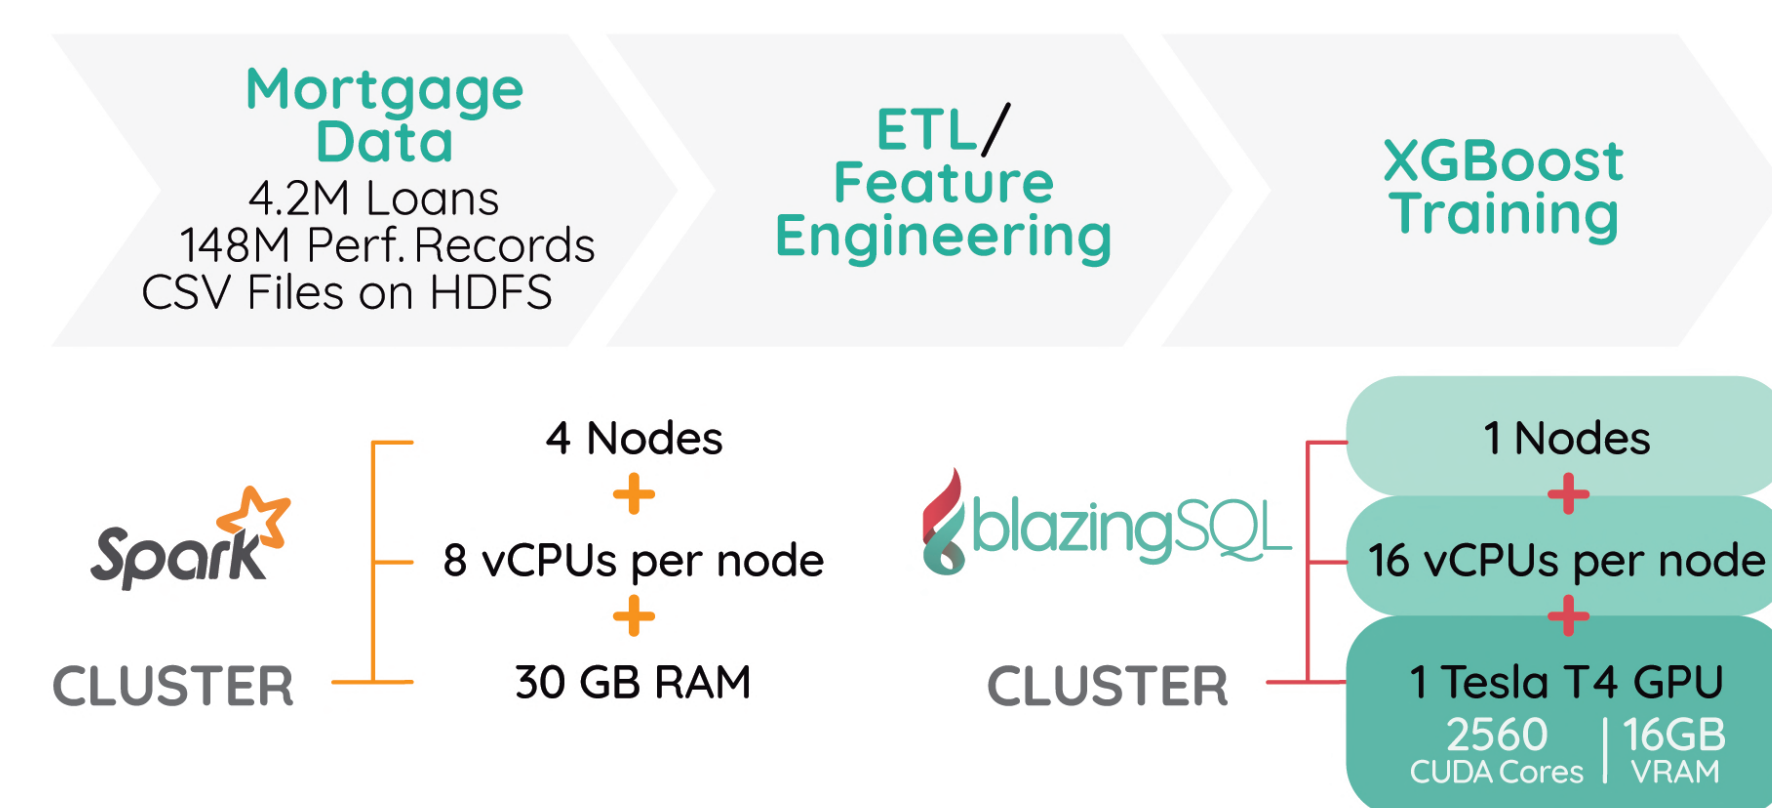 Mortgage
Data
4.2M Loans
148M Perf. Records
CSV Files on HDFS
ETL/
Feature
Engineering
XGBoost
Training
Spark
CLUSTER
4 Nodes
+
8 vCPUs per node
+
30 GB RAM
blazingSQL
CLUSTER
1 Nodes
+
16 vCPUs per node
+
1 Tesla T4 GPU
2560
CUDA Cores
16GB
VRAM